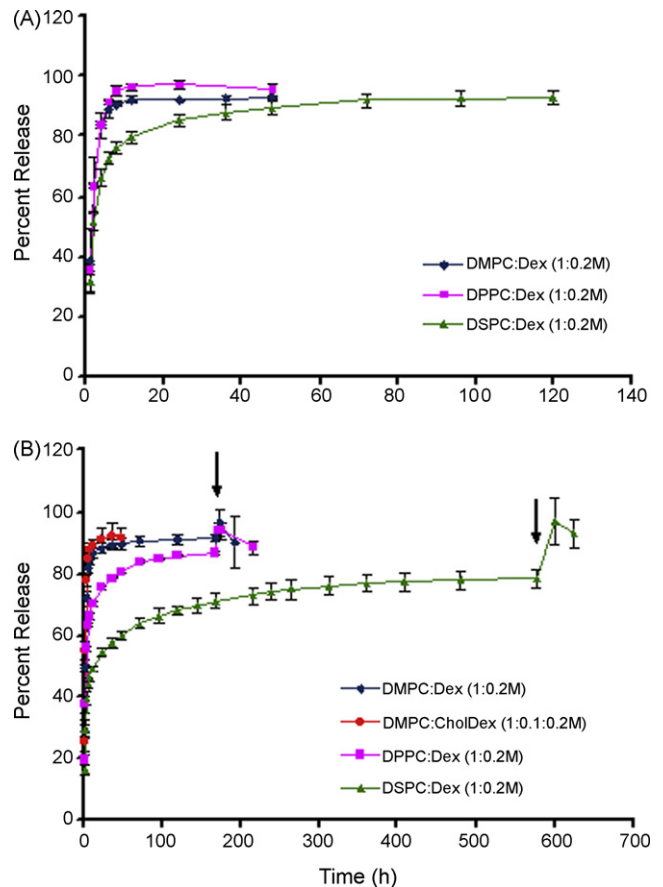 (A)
120
100
80
60
40
20
0
Percent Release
DMPC:Dex (1:0.2M)
DPPC:Dex (1:0.2M)
DSPC:Dex (1:0.2M)
0 20 40 60 80 100 120 140
(B)
120
100
80
60
40
20
0
Percent Release
DMPC:Dex (1:0.2M)
DMPC:CholDex (1:0.1:0.2M)
DPPC:Dex (1:0.2M)
DSPC:Dex (1:0.2M)
0 100 200 300 400 500 600 700
Time (h)